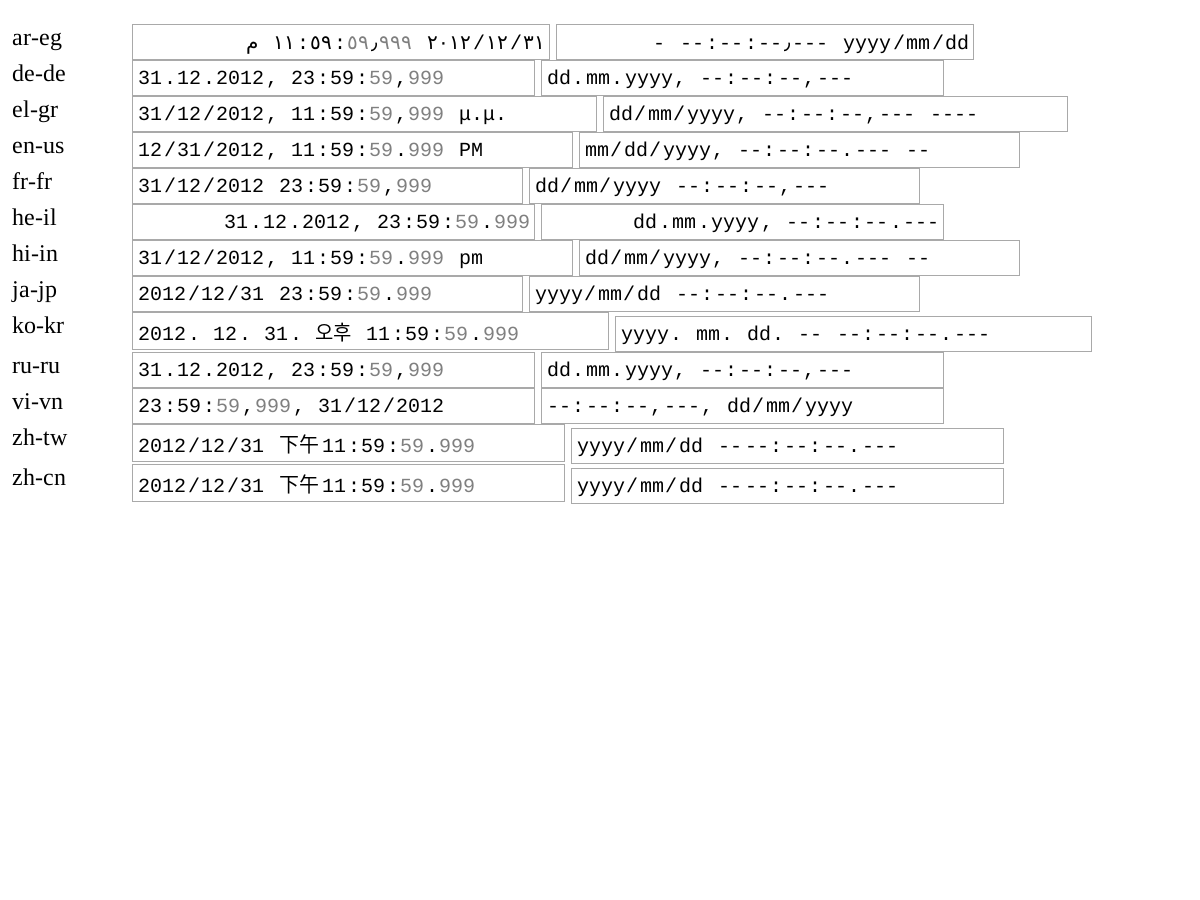 ar-eg م ١١:٥٩:٥٩٫٩٩٩ ٢٠١٢/١٢/٣١ - --:--:--٫--- yyyy/mm/dd
de-de 31.12.2012, 23:59:59,999 dd.mm.yyyy, --:--:--,---
el-gr 31/12/2012, 11:59:59,999 μ.μ. dd/mm/yyyy, --:--:--,--- ----
en-us 12/31/2012, 11:59:59.999 PM mm/dd/yyyy, --:--:--.--- --
fr-fr 31/12/2012 23:59:59,999 dd/mm/yyyy --:--:--,---
he-il 31.12.2012, 23:59:59.999 dd.mm.yyyy, --:--:--.---
hi-in 31/12/2012, 11:59:59.999 pm dd/mm/yyyy, --:--:--.--- --
ja-jp 2012/12/31 23:59:59.999 yyyy/mm/dd --:--:--.---
ko-kr 2012. 12. 31. 오후 11:59:59.999 yyyy. mm. dd. -- --:--:--.---
ru-ru 31.12.2012, 23:59:59,999 dd.mm.yyyy, --:--:--,---
vi-vn 23:59:59,999, 31/12/2012 --:--:--,---, dd/mm/yyyy
zh-tw 2012/12/31 下午11:59:59.999 yyyy/mm/dd ----:--:--.---
zh-cn 2012/12/31 下午11:59:59.999 yyyy/mm/dd ----:--:--.---